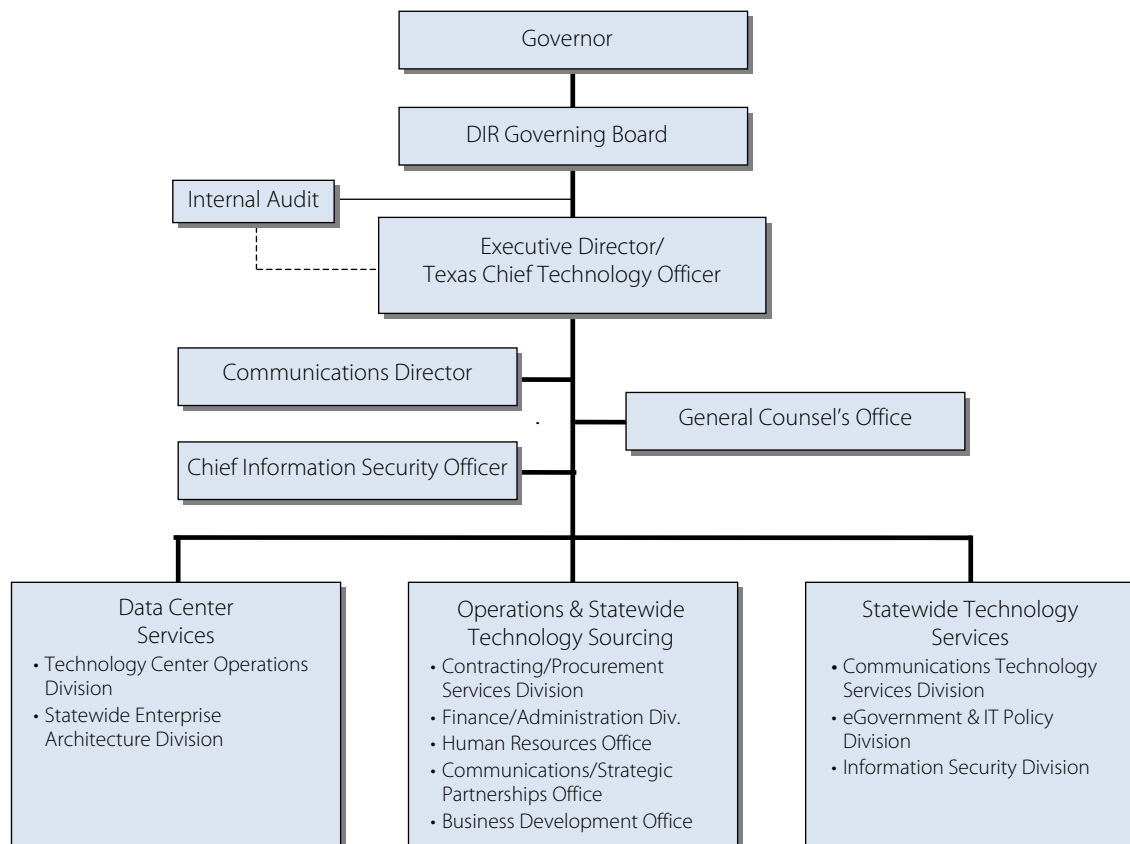 Governor
DIR Governing Board
Internal Audit
Executive Director/
Texas Chief Technology Officer
Communications Director
General Counsel's Office
Chief Information Security Officer
Data Center
Services
• Technology Center Operations
Division
• Statewide Enterprise
Architecture Division
Operations & Statewide
Technology Sourcing
• Contracting/Procurement
Services Division
• Finance/Administration Div.
• Human Resources Office
• Communications/Strategic
Partnerships Office
• Business Development Office
Statewide Technology
Services
• Communications Technology
Services Division
• eGovernment & IT Policy
Division
• Information Security Division